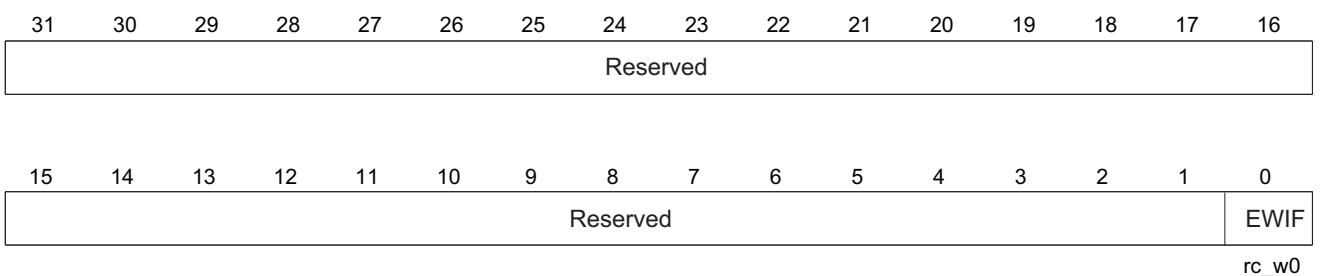 31 30 29 28 27 26 25 24 23 22 21 20 19 18 17 16
Reserved
15 14 13 12 11 10 9 8 7 6 5 4 3 2 1 0
Reserved EWIF
rc_w0